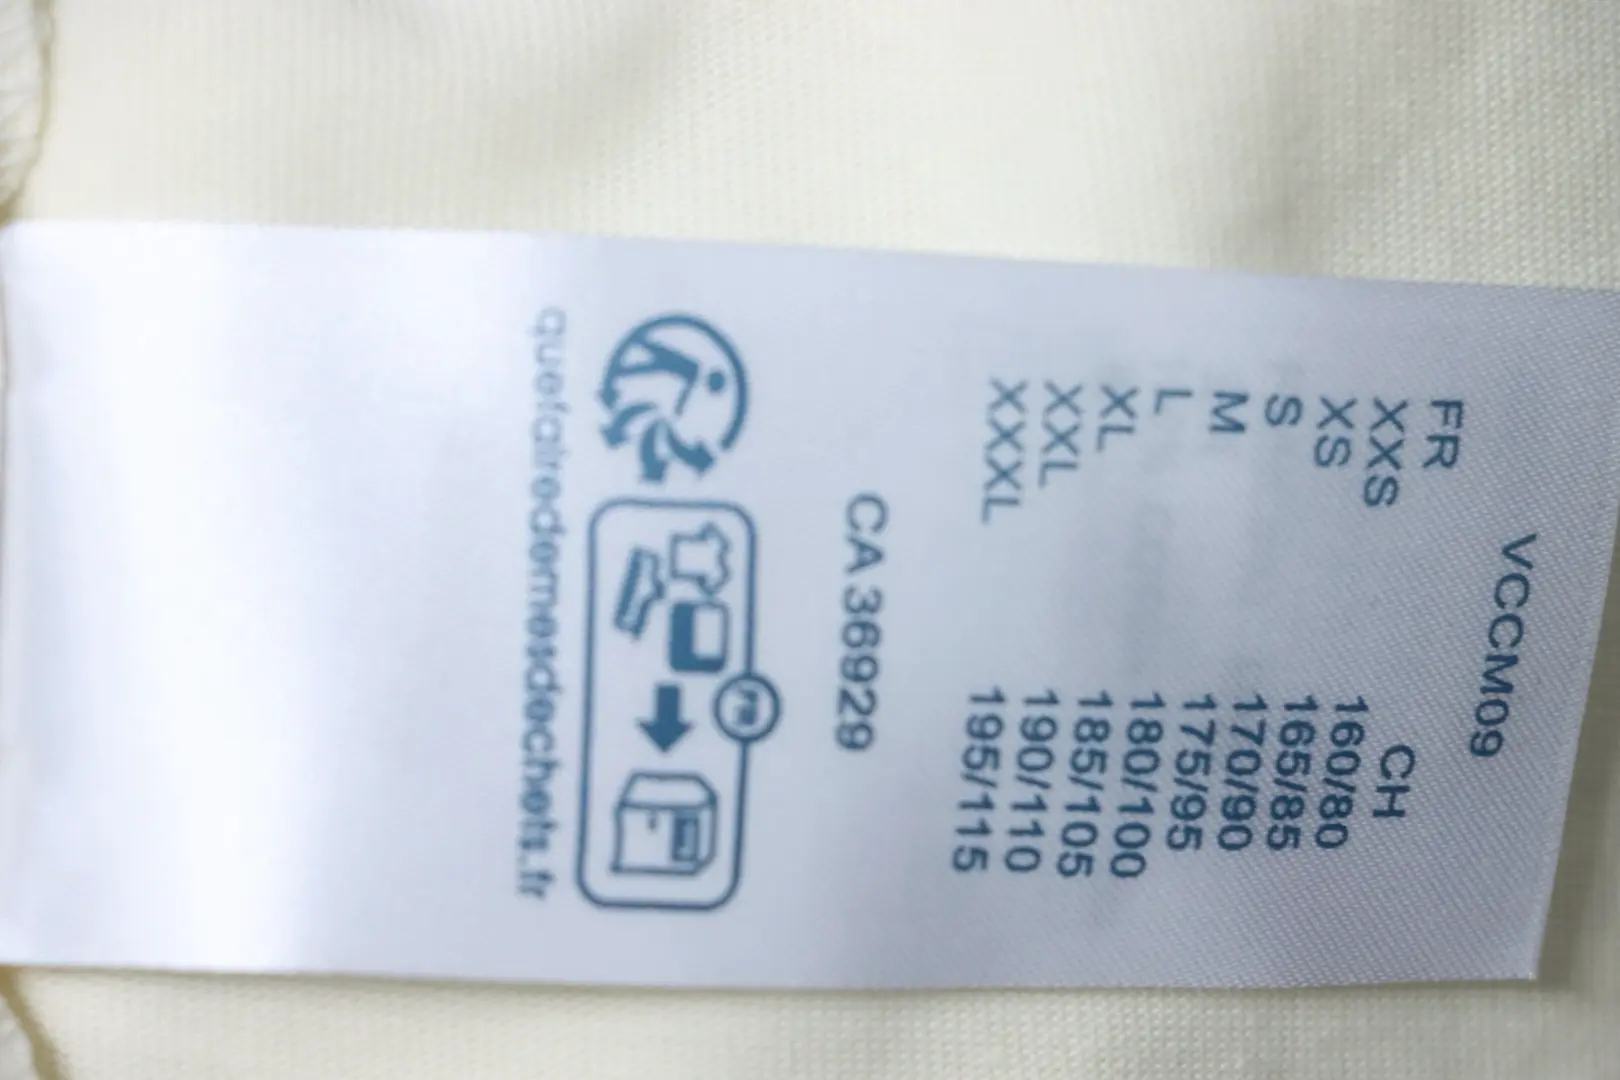 VCCM09
FR CH
XXS 160/80
XS 165/85
S 170/90
M 175/95
L 180/100
XL 185/105
XXL 190/110
XXXL 195/115
CA 36929
FR
quefairedemesdechets.fr